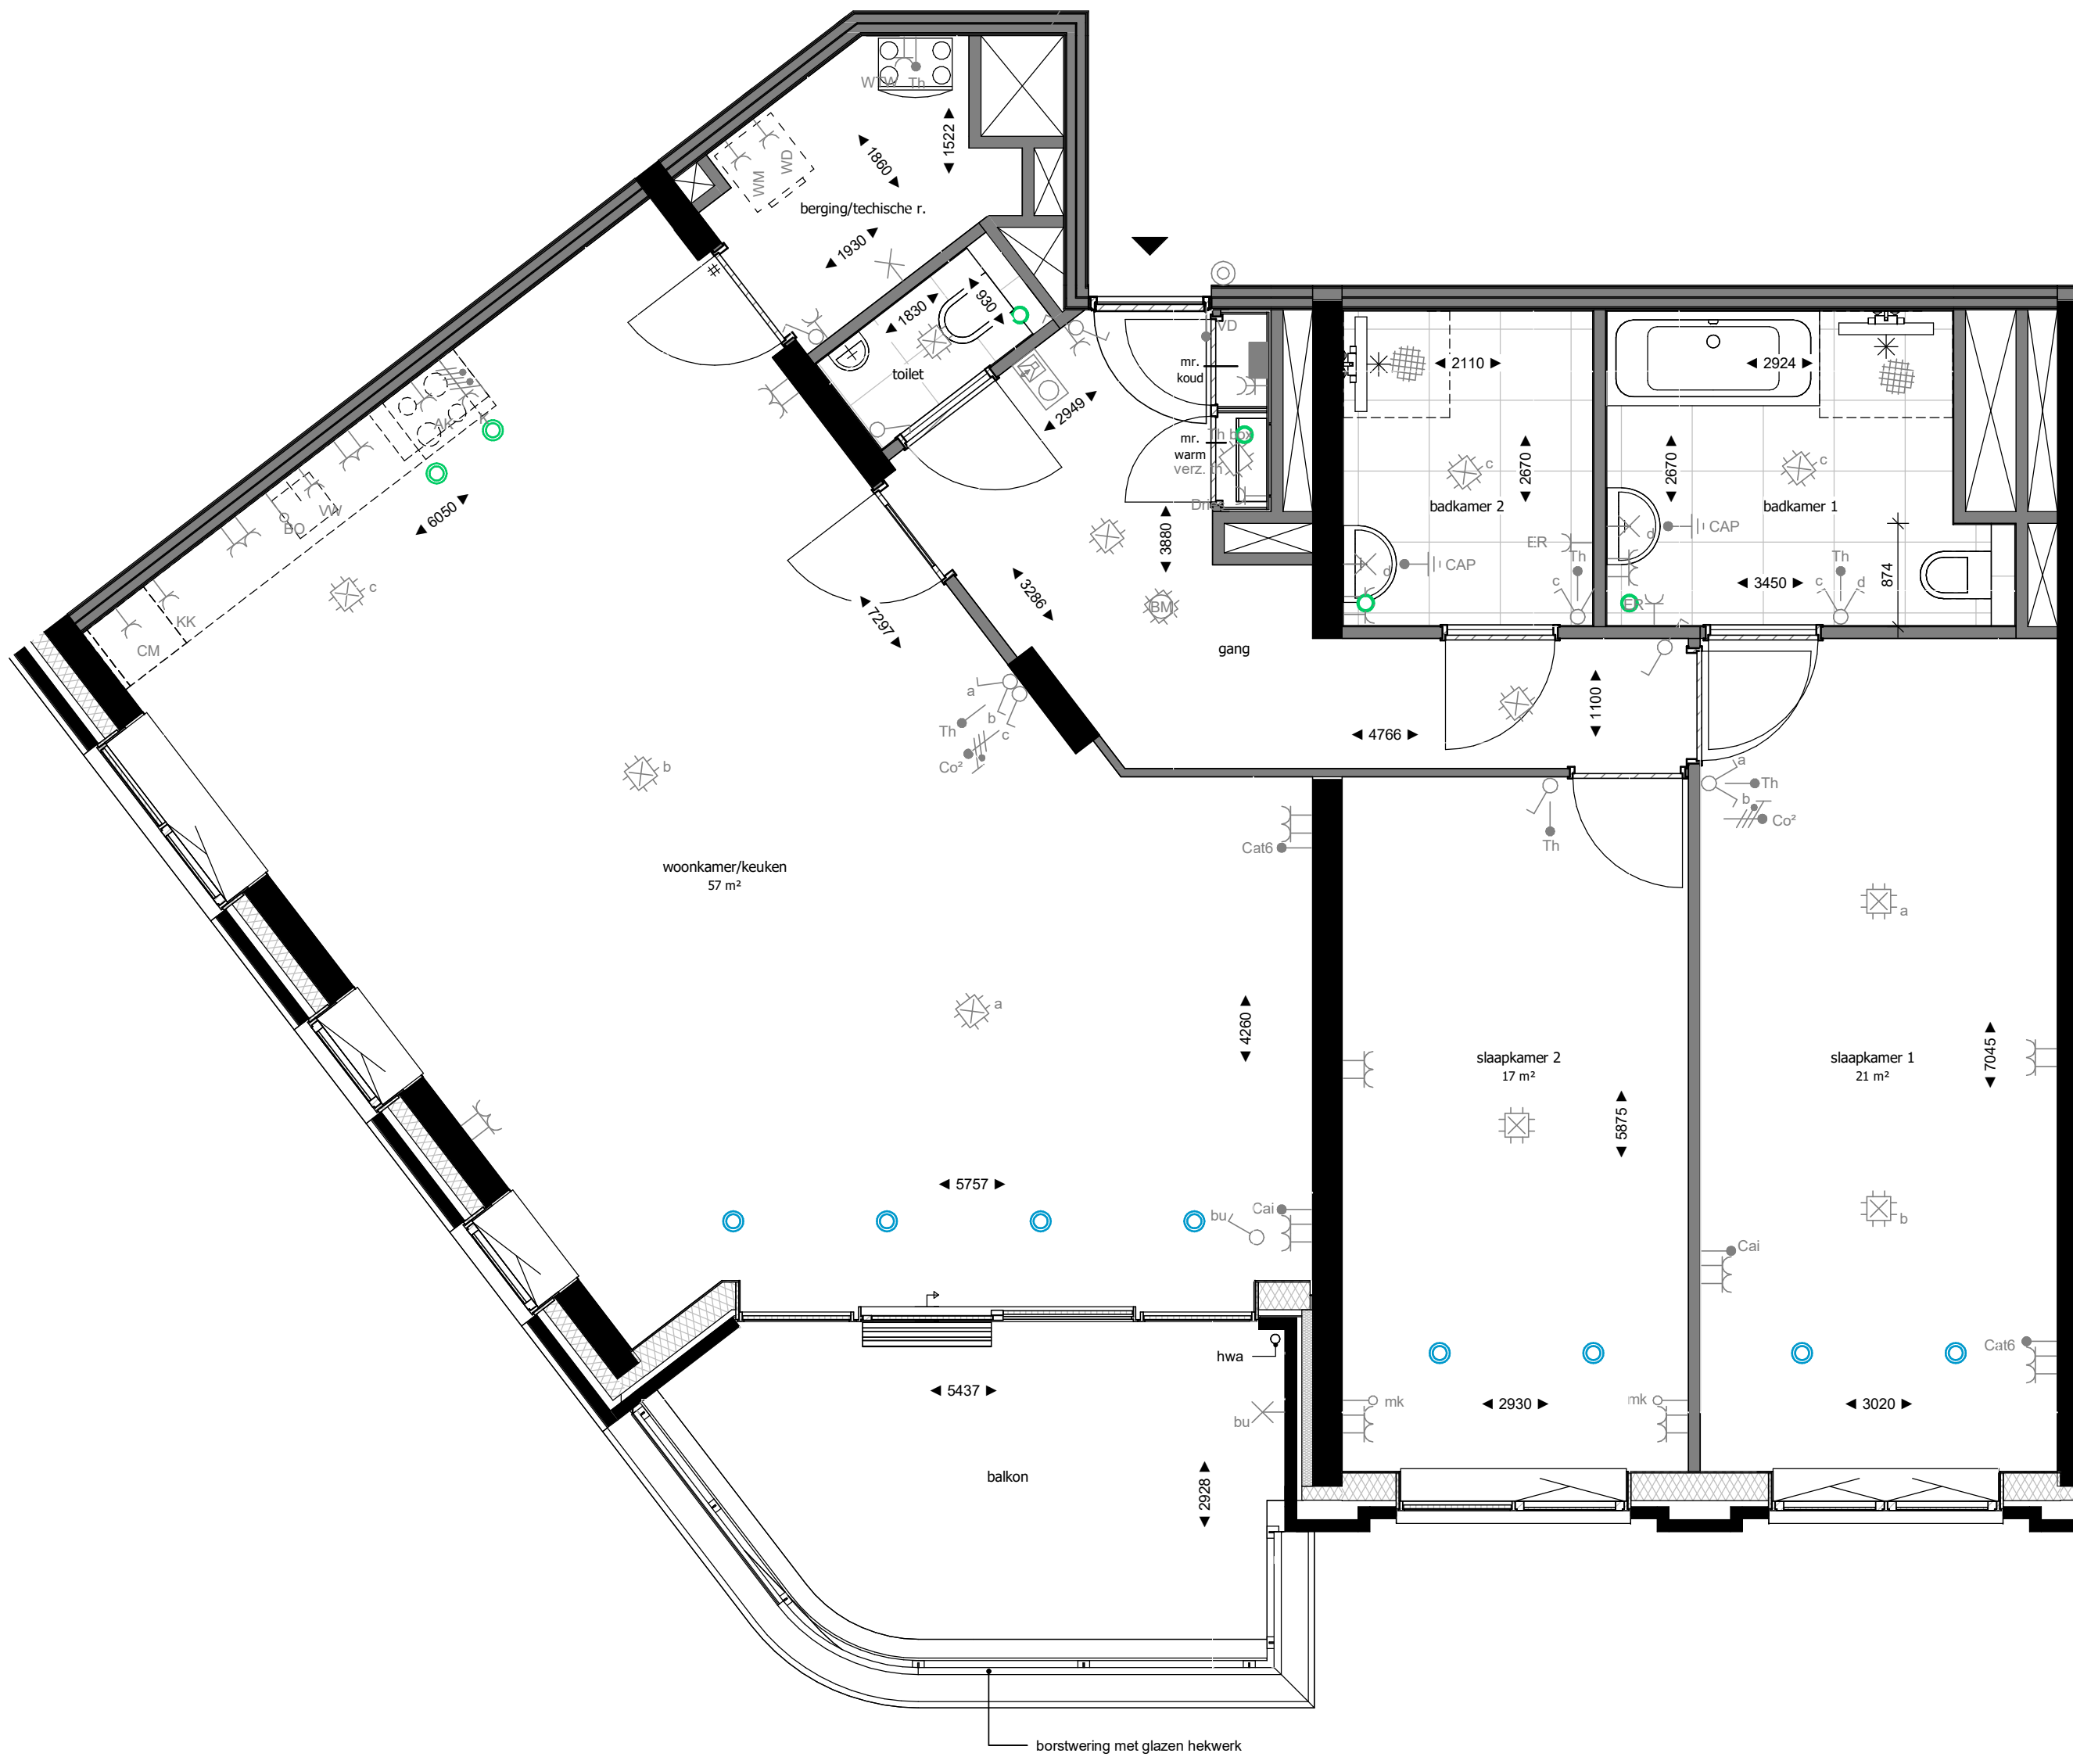 WTW Th
1522
1860
WD
WM
berging/techische r.
1930
930
1830
toilet
2949
VD
mr.
koud
mr.
warm
Th box
verz.
2110
2924
c
2670
2670
c
badkamer 2
badkamer 1
d
CAP
d
CAP
ER
Th
c
ER
Th
c
d
3450
874
AK
K
6050
VW
BO
c
KK
CM
7297
3286
3880
BM
gang
1100
4766
a
b
c
Th
Co²
b
a
Th
b
Co²
Th
Cat6
woonkamer/keuken
57 m²
a
a
4260
slaapkamer 2
17 m²
slaapkamer 1
21 m²
7045
5875
5757
bu
Cai
b
Cai
Cat6
hwa
5437
bu
mk
2930
mk
3020
balkon
2928
borstwering met glazen hekwerk